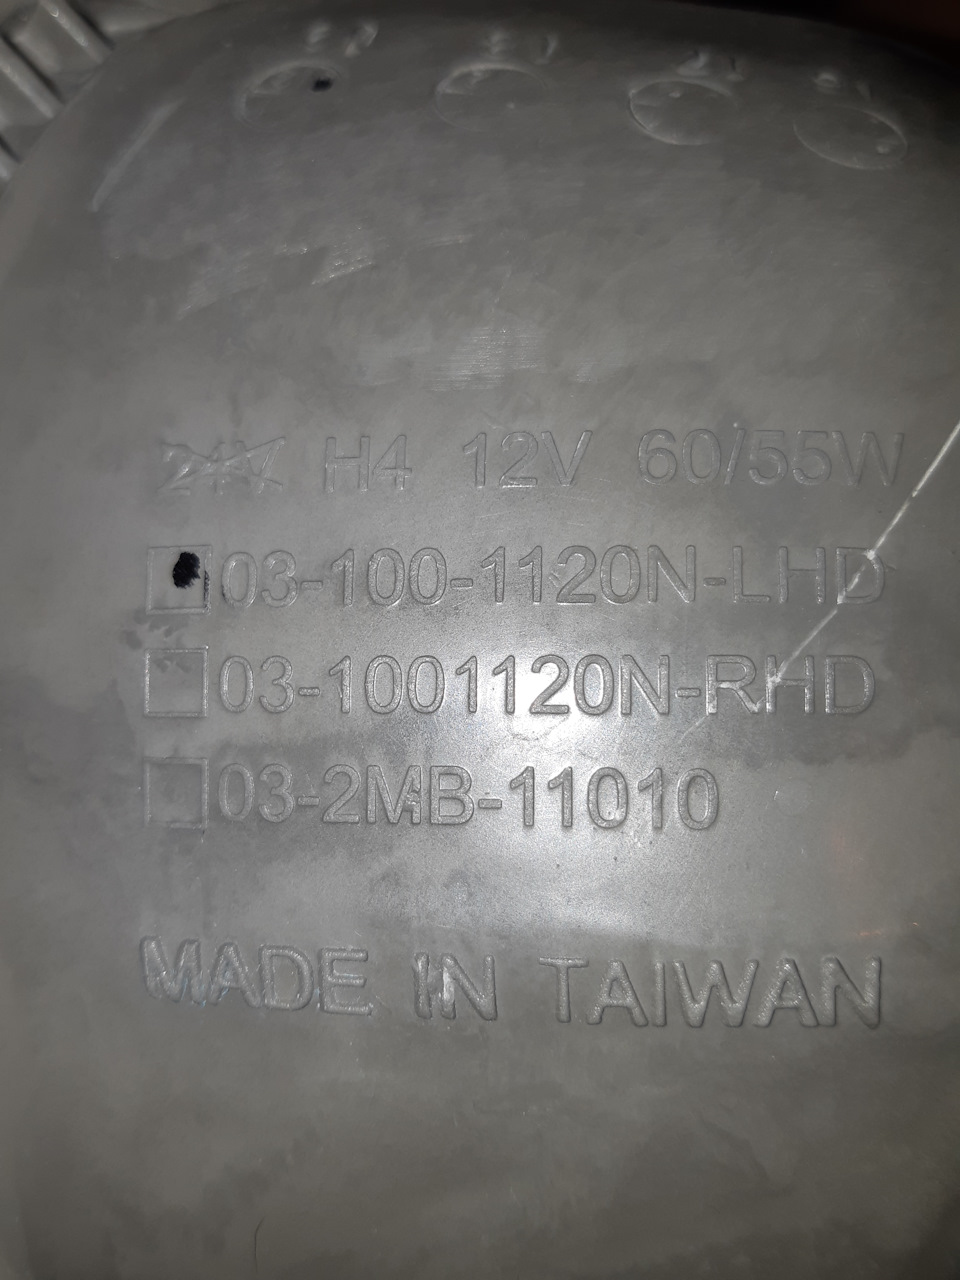 H4 12V 60/55W
03-100-1120N-LHD
03-1001120N-RHD
03-2MB-11010
MADE IN TAIWAN